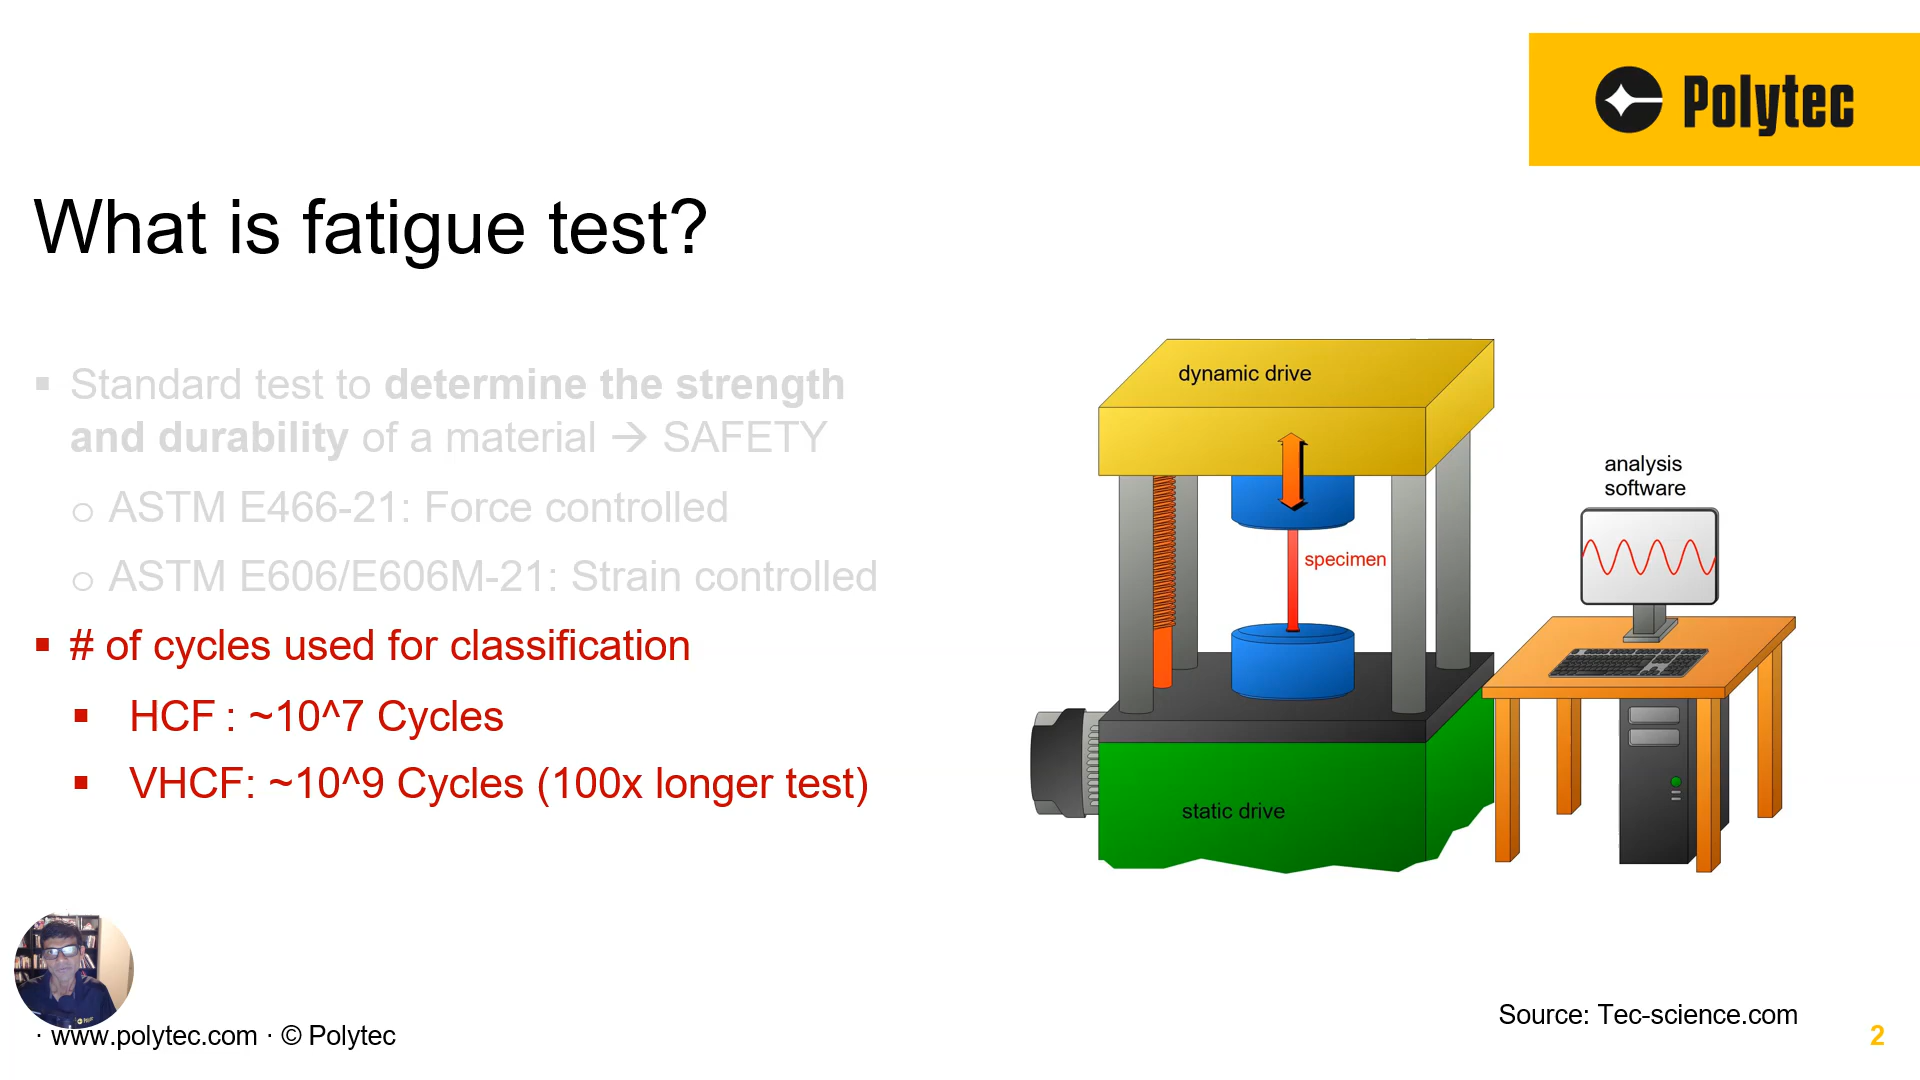 Polytec
What is fatigue test?
▪ Standard test to determine the strength
and durability of a material → SAFETY
o ASTM E466-21: Force controlled
o ASTM E606/E606M-21: Strain controlled
▪ # of cycles used for classification
▪ HCF : ~10^7 Cycles
▪ VHCF: ~10^9 Cycles (100x longer test)
dynamic drive
specimen
analysis
software
static drive
Source: Tec-science.com
· www.polytec.com · © Polytec
2